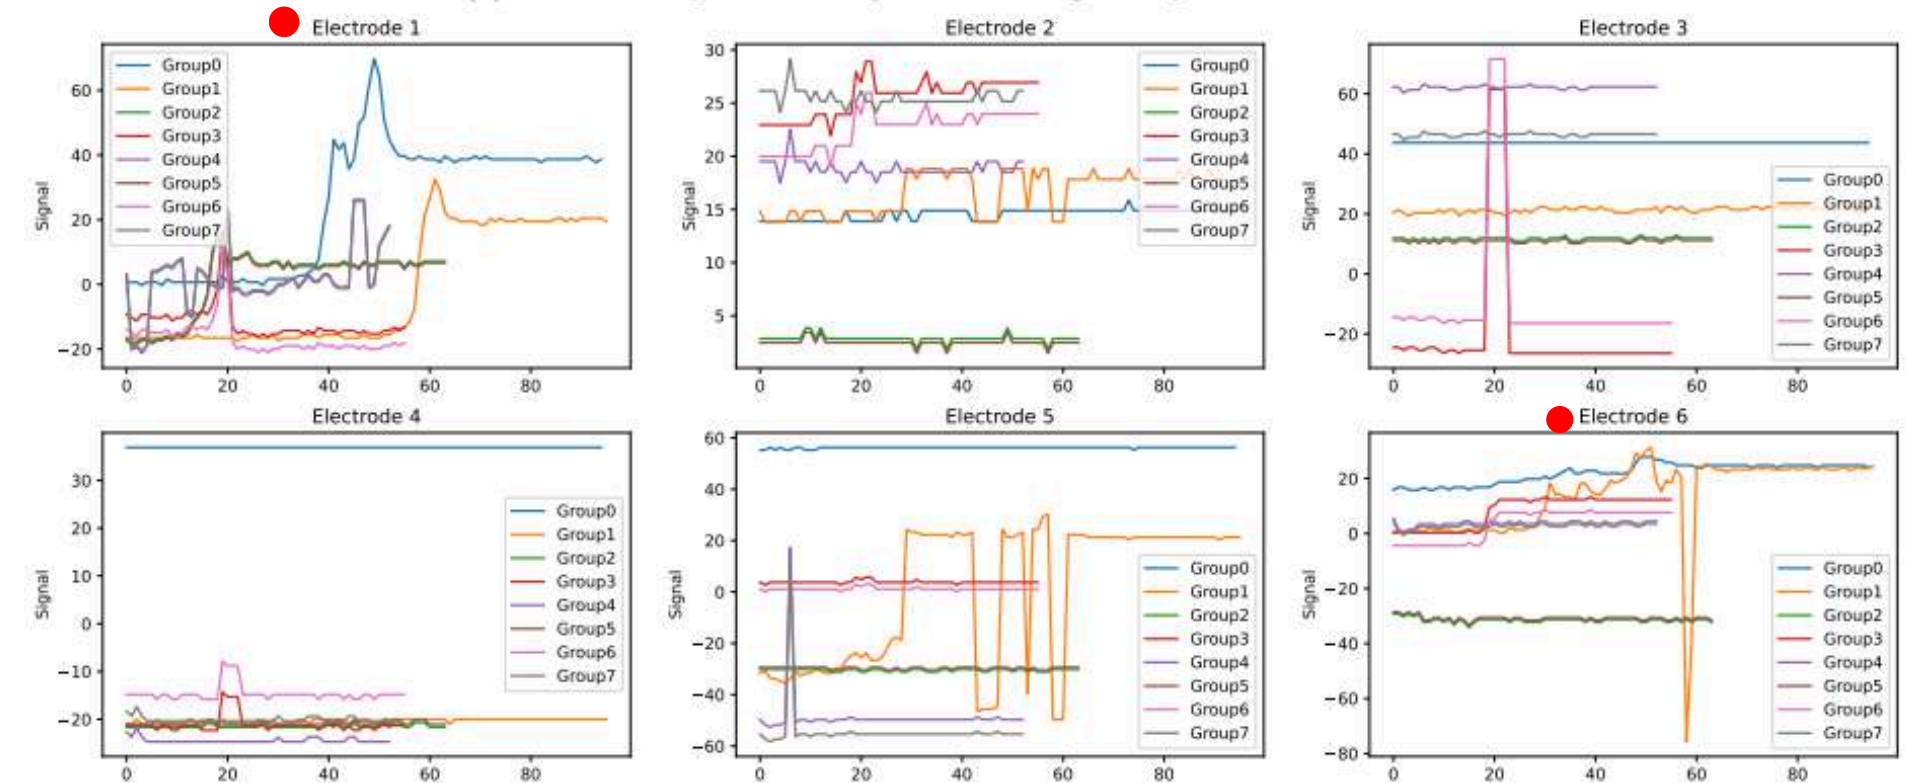 Electrode 1
60
40
20
0
−20
Signal
Group0
Group1
Group2
Group3
Group4
Group5
Group6
Group7
0 20 40 60 80
Electrode 2
30
25
20
15
10
5
Signal
Group0
Group1
Group2
Group3
Group4
Group5
Group6
Group7
0 20 40 60 80
Electrode 3
60
40
20
0
−20
Signal
Group0
Group1
Group2
Group3
Group4
Group5
Group6
Group7
0 20 40 60 80
Electrode 4
30
20
10
0
−10
−20
Signal
Group0
Group1
Group2
Group3
Group4
Group5
Group6
Group7
0 20 40 60 80
Electrode 5
60
40
20
0
−20
−40
−60
Signal
Group0
Group1
Group2
Group3
Group4
Group5
Group6
Group7
0 20 40 60 80
Electrode 6
20
0
−20
−40
−60
−80
Signal
Group0
Group1
Group2
Group3
Group4
Group5
Group6
Group7
0 20 40 60 80